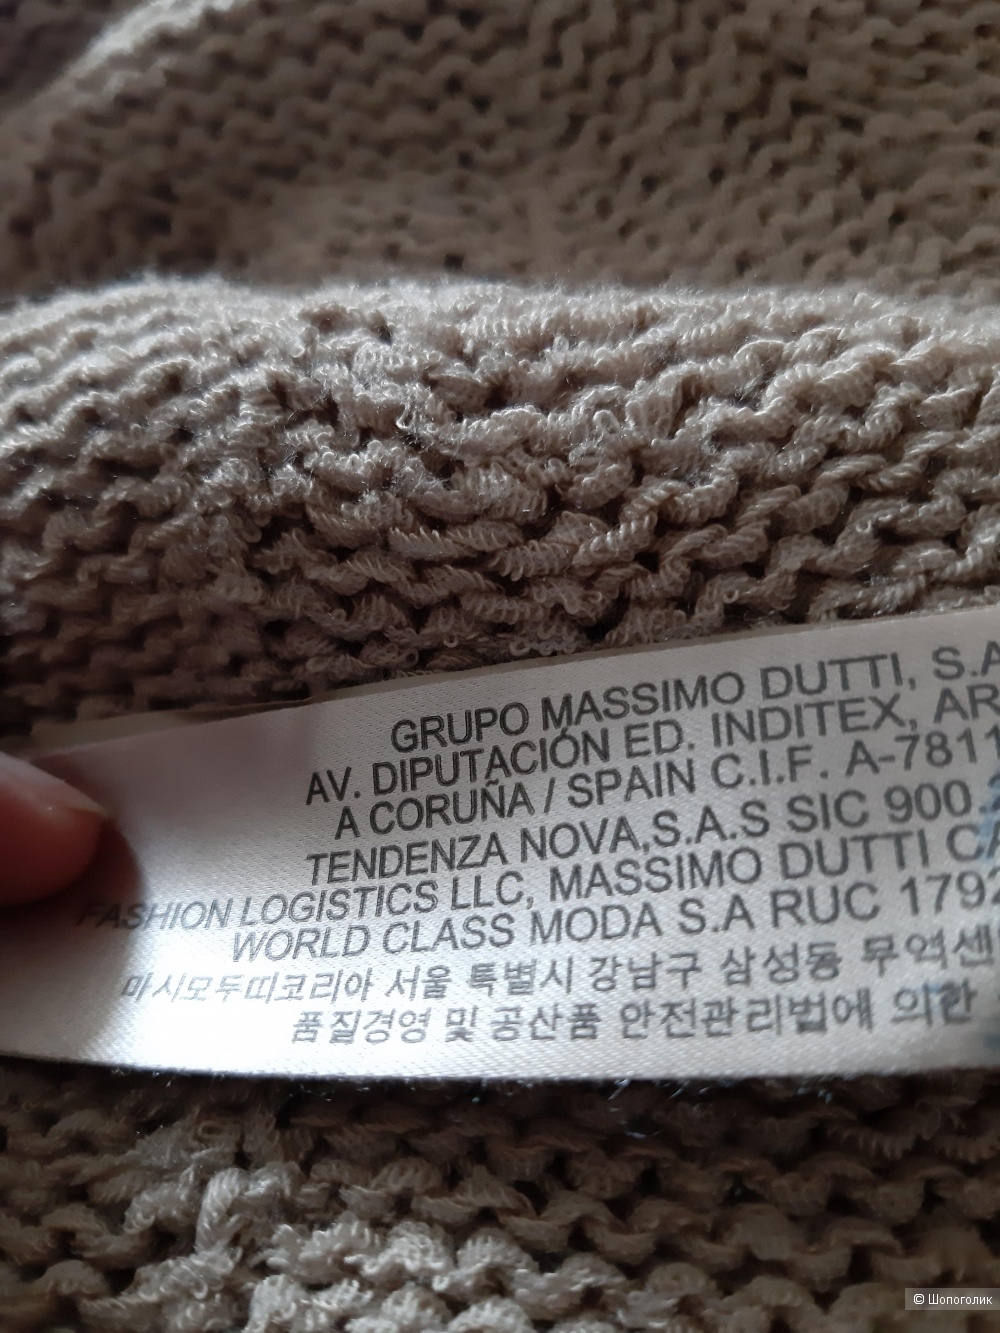 GRUPO MASSIMO DUTTI, S.A
AV. DIPUTACIÓN ED. INDITEX, AR
A CORUÑA / SPAIN C.I.F. A-7811
TENDENZA NOVA,S.A.S SIC 900.
FASHION LOGISTICS LLC, MASSIMO DUTTI CA
WORLD CLASS MODA S.A RUC 1792
마시모두띠코리아 서울 특별시 강남구 삼성동 무역센
품질경영 및 공산품 안전관리법에 의한
© Шопоголик